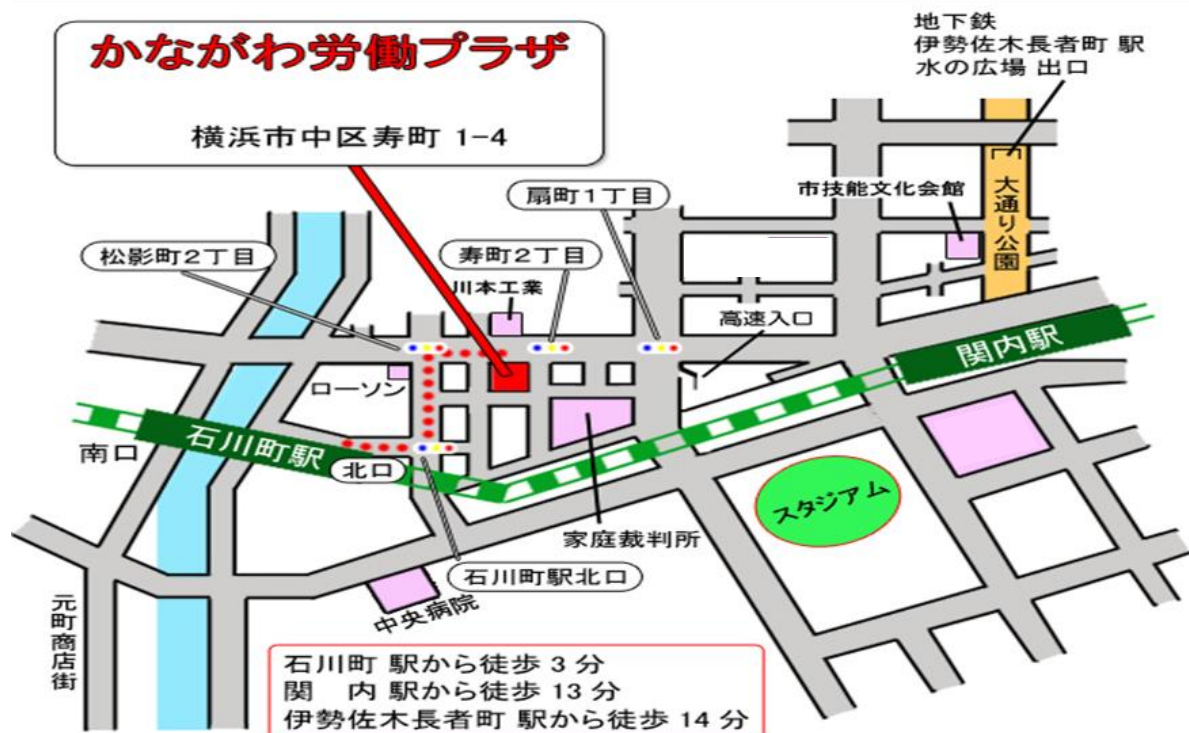 かながわ労働プラザ
横浜市中区寿町 1-4
地下鉄
伊勢佐木長者町 駅
水の広場 出口
市技能文化会館
大通り公園
扇町1丁目
松影町2丁目
寿町2丁目
川本工業
高速入口
関内駅
ローソン
石川町駅
南口
北口
スタジアム
家庭裁判所
石川町駅北口
中央病院
元町商店街
石川町 駅から徒歩 3 分
関　内 駅から徒歩 13 分
伊勢佐木長者町 駅から徒歩 14 分